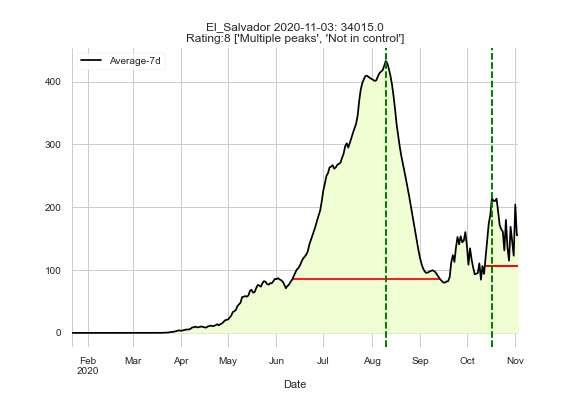 El_Salvador 2020-11-03: 34015.0
Rating:8 ['Multiple peaks', 'Not in control']
Average-7d
400
300
200
100
0
Feb Mar Apr May Jun Jul Aug Sep Oct Nov
2020
Date